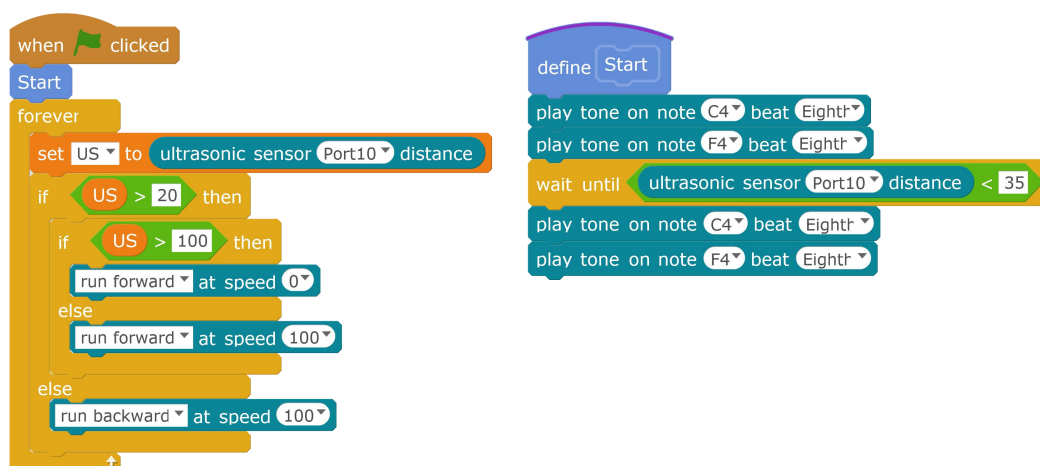 when clicked
Start
forever
set US to ultrasonic sensor Port10 distance
if US > 20 then
if US > 100 then
run forward at speed 0
else
run forward at speed 100
else
run backward at speed 100
define Start
play tone on note C4 beat Eighth
play tone on note F4 beat Eighth
wait until ultrasonic sensor Port10 distance < 35
play tone on note C4 beat Eighth
play tone on note F4 beat Eighth